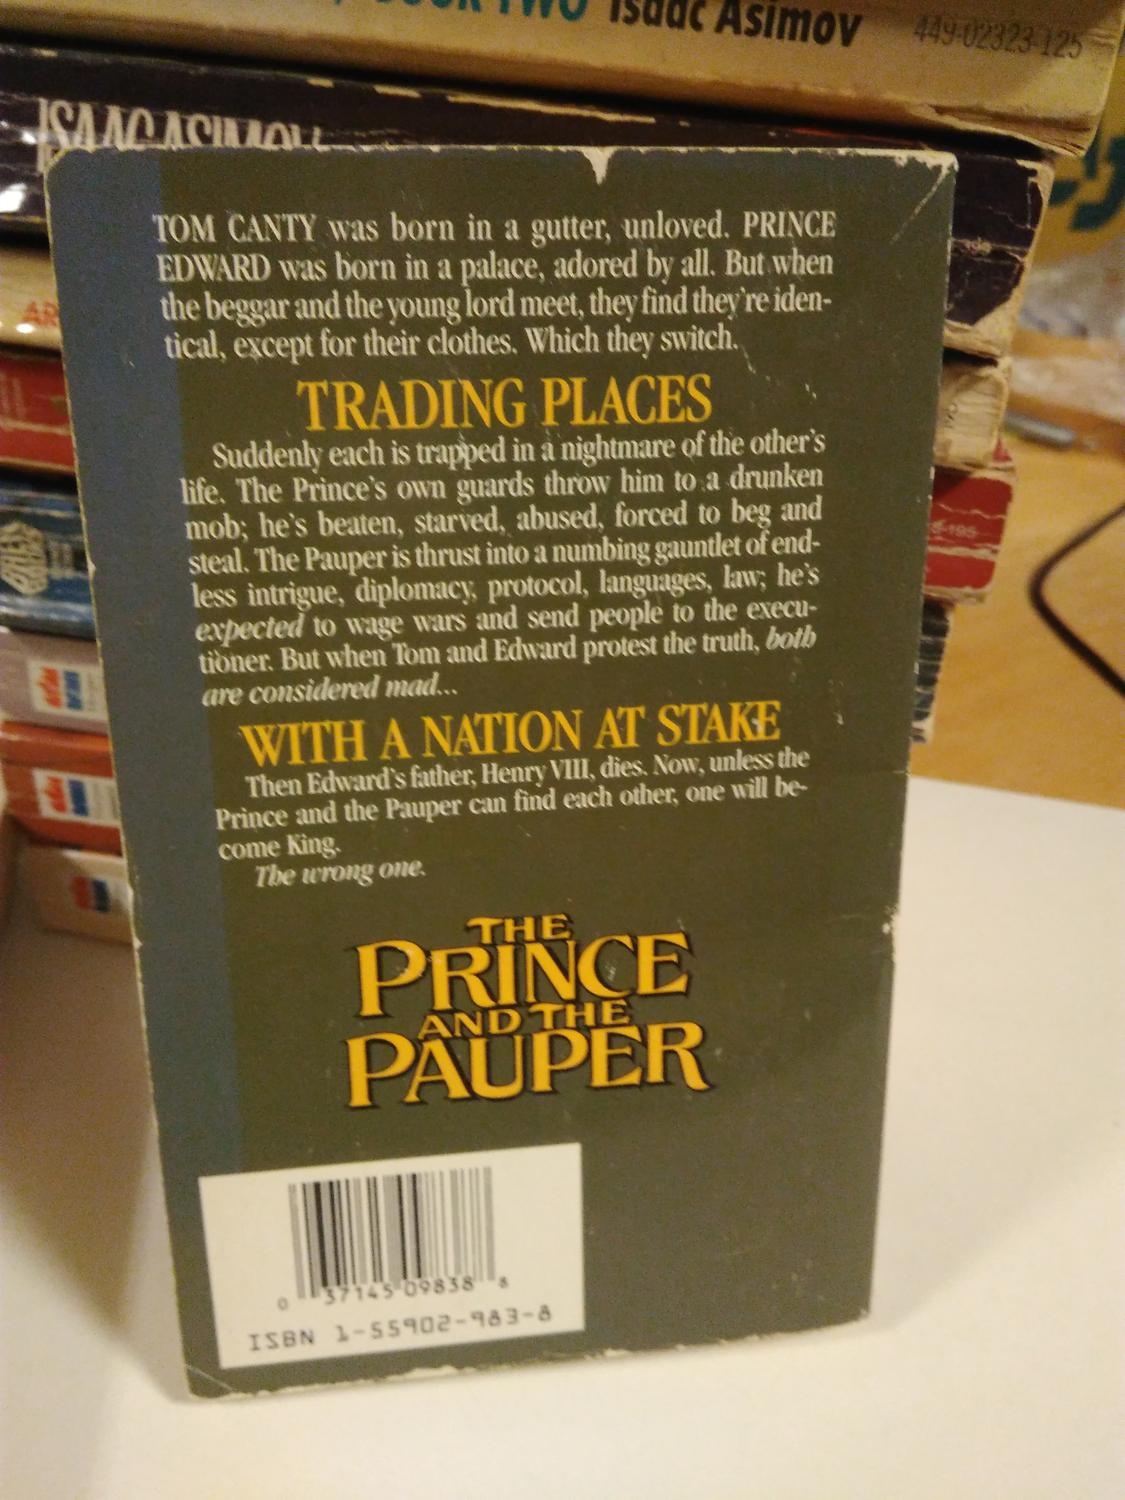 BOOK TWO Isaac Asimov 449-02323-125
ISAAC ASIMOV
TOM CANTY was born in a gutter, unloved. PRINCE
EDWARD was born in a palace, adored by all. But when
the beggar and the young lord meet, they find they're iden-
tical, except for their clothes. Which they switch.
TRADING PLACES
Suddenly each is trapped in a nightmare of the other's
life. The Prince's own guards throw him to a drunken
mob; he's beaten, starved, abused, forced to beg and
steal. The Pauper is thrust into a numbing gauntlet of end-
less intrigue, diplomacy, protocol, languages, law; he's
expected to wage wars and send people to the execu-
tioner. But when Tom and Edward protest the truth, both
are considered mad...
WITH A NATION AT STAKE
Then Edward's father, Henry VIII, dies. Now, unless the
Prince and the Pauper can find each other, one will be-
come King.
The wrong one.
THE
PRINCE
AND THE
PAUPER
0 37145 09838 8
ISBN 1-55902-983-8